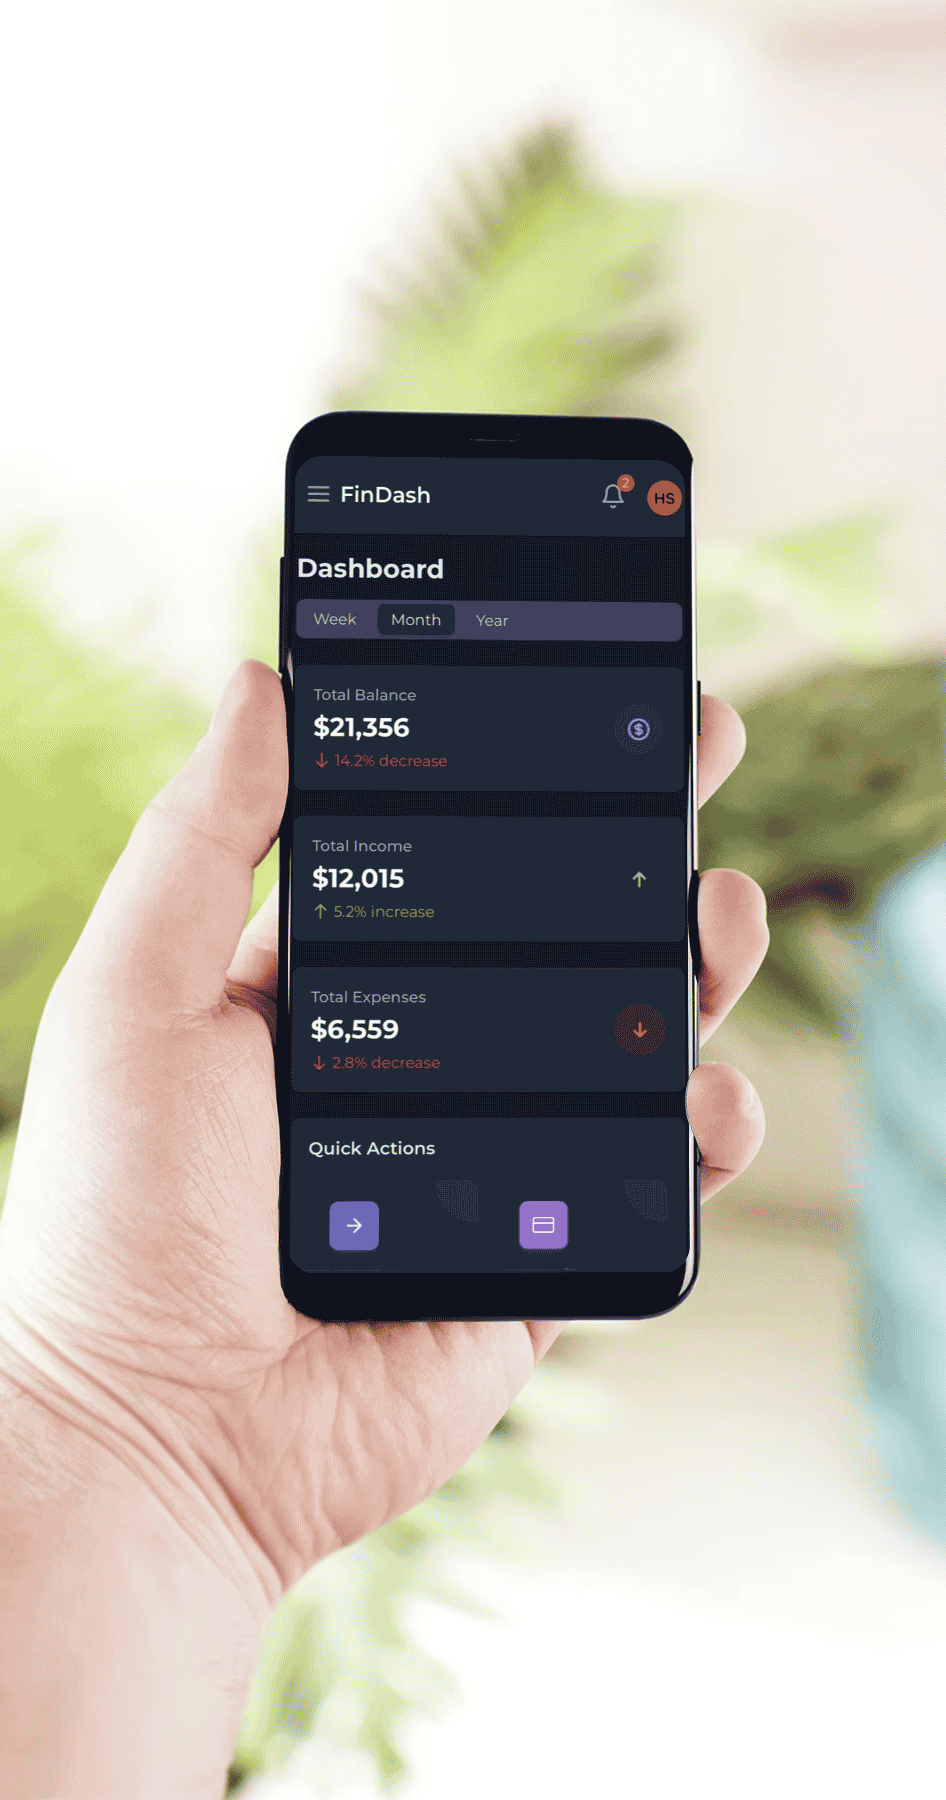 FinDash
2
HS
Dashboard
Week Month Year
Total Balance
$21,356
↓ 14.2% decrease
Total Income
$12,015
↑ 5.2% increase
Total Expenses
$6,559
↓ 2.8% decrease
Quick Actions